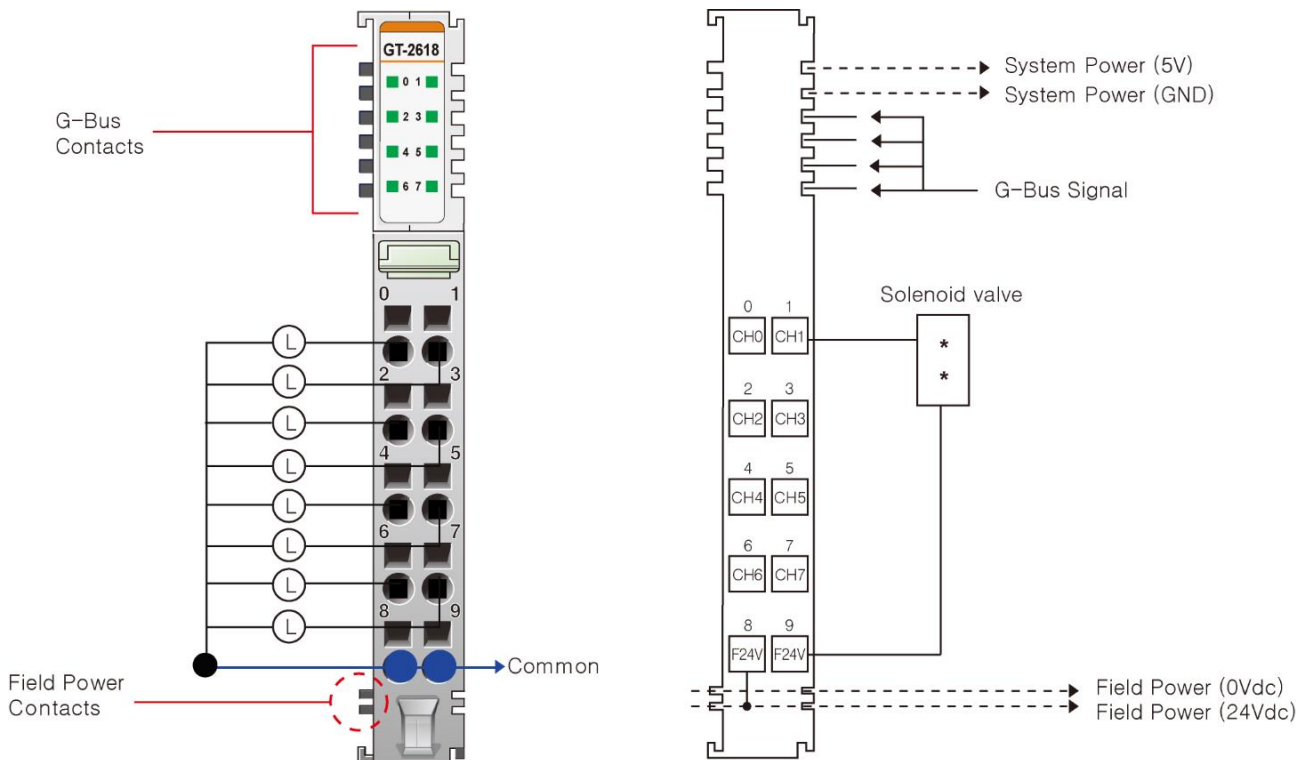 GT-2618
0 1
2 3
4 5
6 7
G-Bus
Contacts
0 1
2 3
4 5
6 7
8 9
L
L
L
L
L
L
L
L
Common
Field Power
Contacts
System Power (5V)
System Power (GND)
G-Bus Signal
Solenoid valve
*
*
0 1
CH0 CH1
2 3
CH2 CH3
4 5
CH4 CH5
6 7
CH6 CH7
8 9
F24V F24V
Field Power (0Vdc)
Field Power (24Vdc)